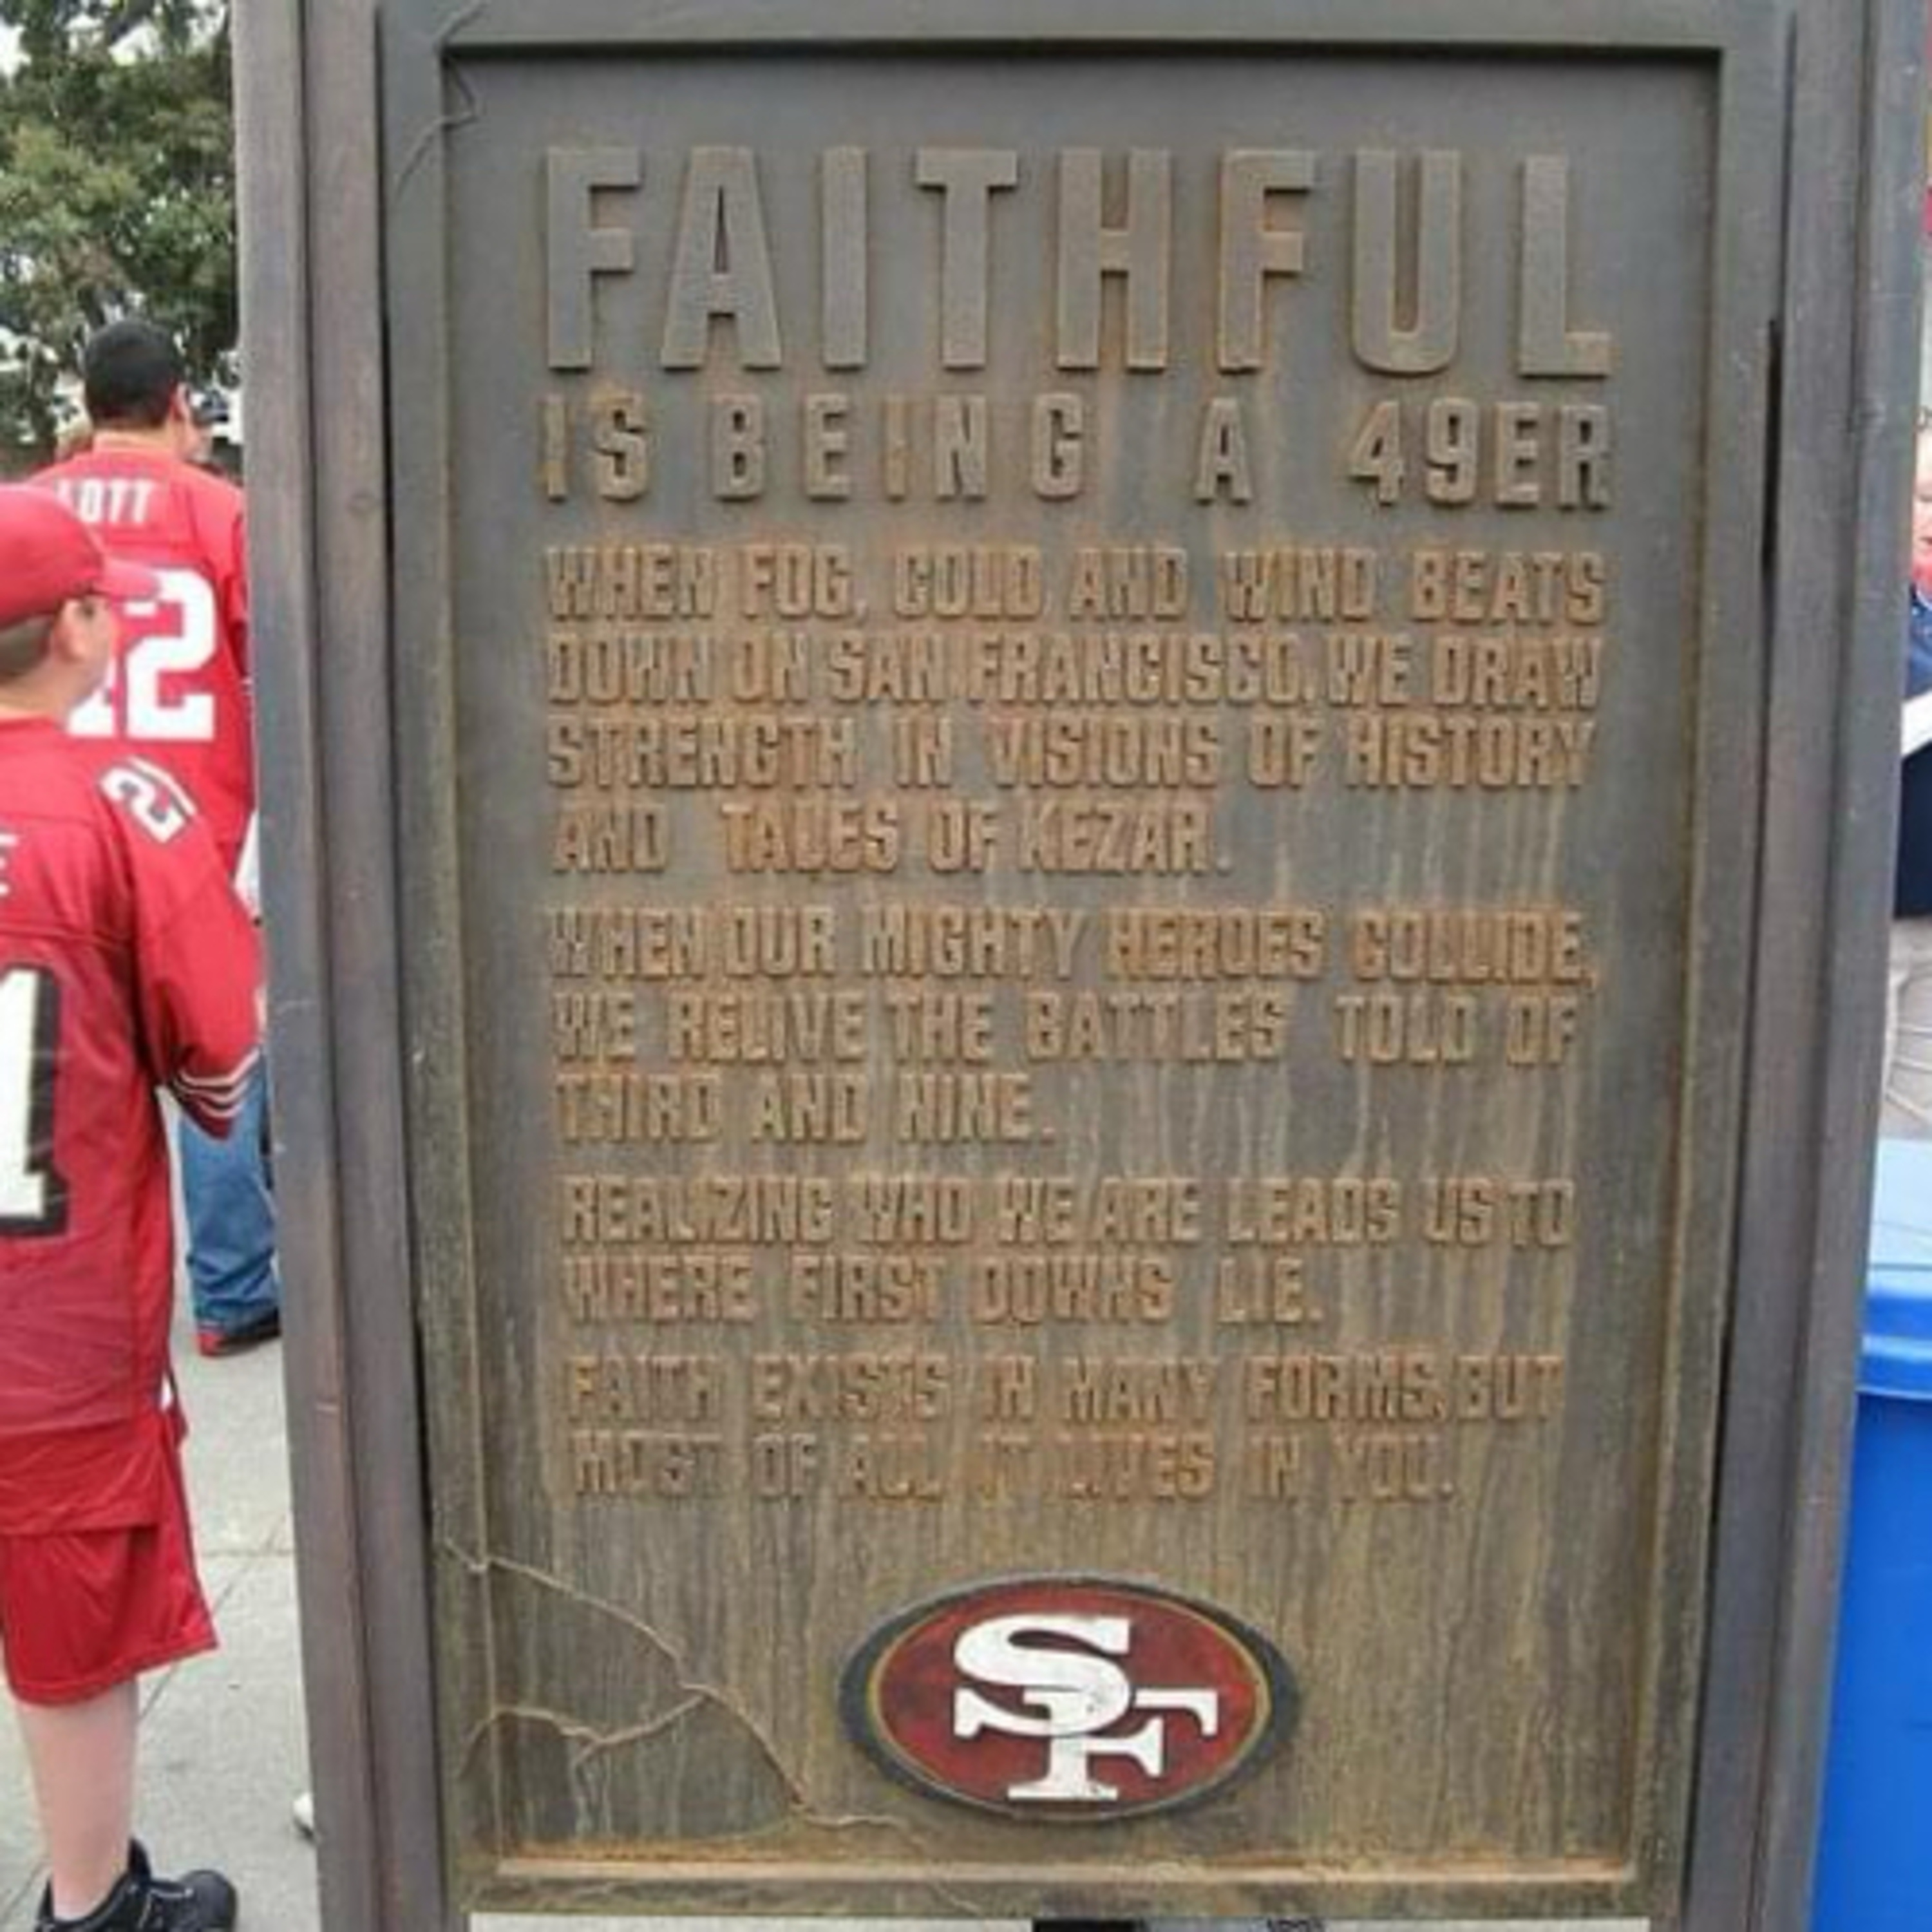 FAITHFUL
IS BEING A 49ER
WHEN FOG, COLD AND WIND BEATS
DOWN ON SAN FRANCISCO, WE DRAW
STRENGTH IN VISIONS OF HISTORY
AND TALES OF KEZAR.
WHEN OUR MIGHTY HEROES COLLIDE,
WE RELIVE THE BATTLES TOLD OF
THIRD AND NINE.
REALIZING WHO WE ARE LEADS US TO
WHERE FIRST DOWNS LIE.
FAITH EXISTS IN MANY FORMS, BUT
MOST OF ALL IT LIVES IN YOU.
SF
LOTT
42
21